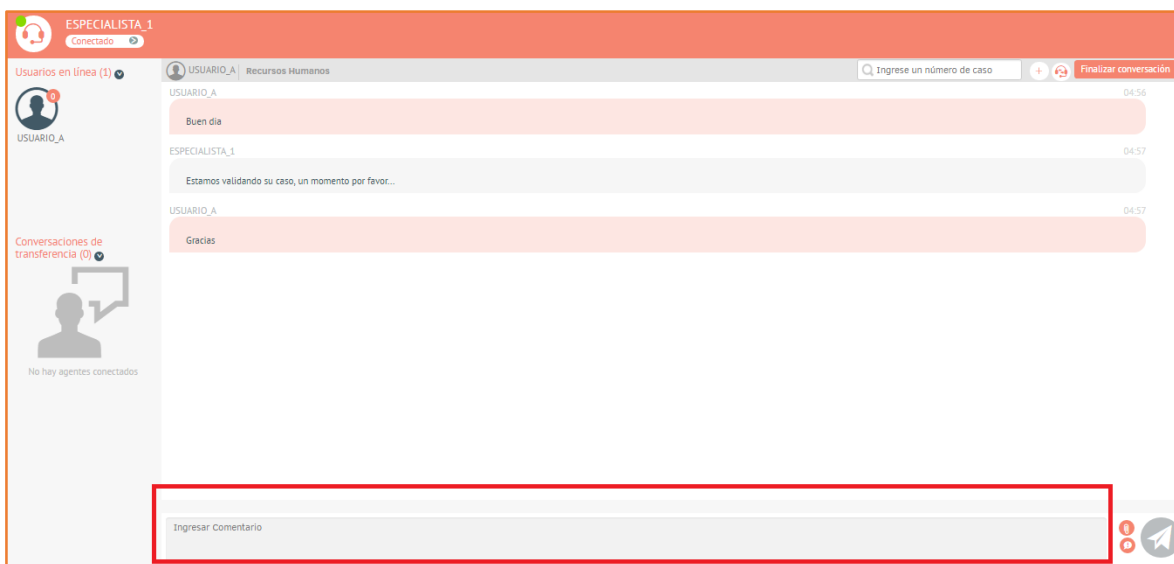 ESPECIALISTA_1
Conectado
Usuarios en línea (1)
0
USUARIO_A
Conversaciones de
transferencia (0)
No hay agentes conectados
USUARIO_A | Recursos Humanos
Ingrese un número de caso
+
Finalizar conversación
USUARIO_A 04:56
Buen dia
ESPECIALISTA_1 04:57
Estamos validando su caso, un momento por favor...
USUARIO_A 04:57
Gracias
Ingresar Comentario